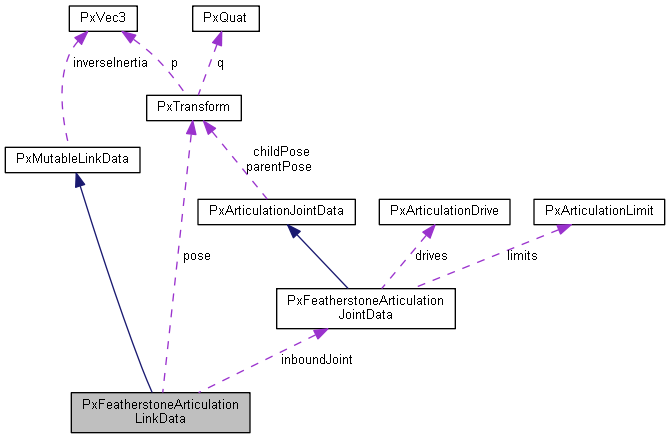 PxVec3
PxQuat
inverseInertia
p
q
PxTransform
childPose
parentPose
PxMutableLinkData
PxArticulationJointData
PxArticulationDrive
PxArticulationLimit
pose
drives
limits
PxFeatherstoneArticulation
JointData
inboundJoint
PxFeatherstoneArticulation
LinkData